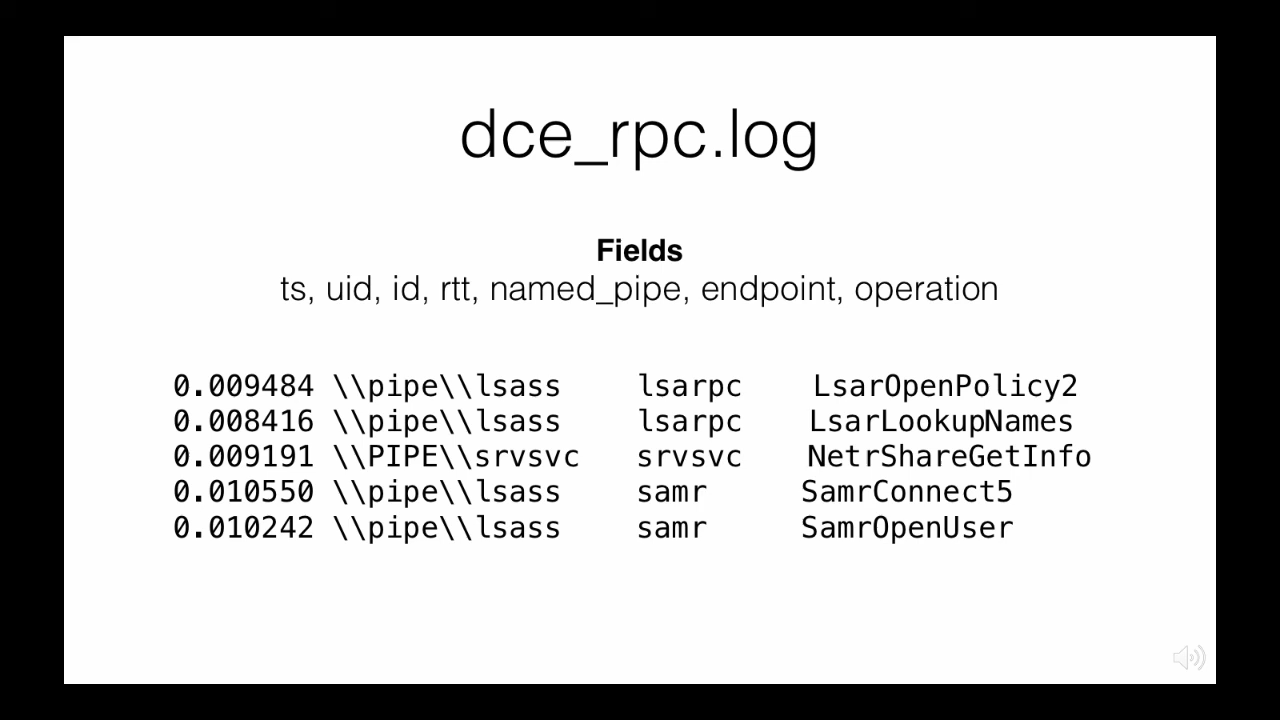 dce_rpc.log
Fields
ts, uid, id, rtt, named_pipe, endpoint, operation
0.009484 \\pipe\\lsass lsarpc LsarOpenPolicy2
0.008416 \\pipe\\lsass lsarpc LsarLookupNames
0.009191 \\PIPE\\srvsvc srvsvc NetrShareGetInfo
0.010550 \\pipe\\lsass samr SamrConnect5
0.010242 \\pipe\\lsass samr SamrOpenUser